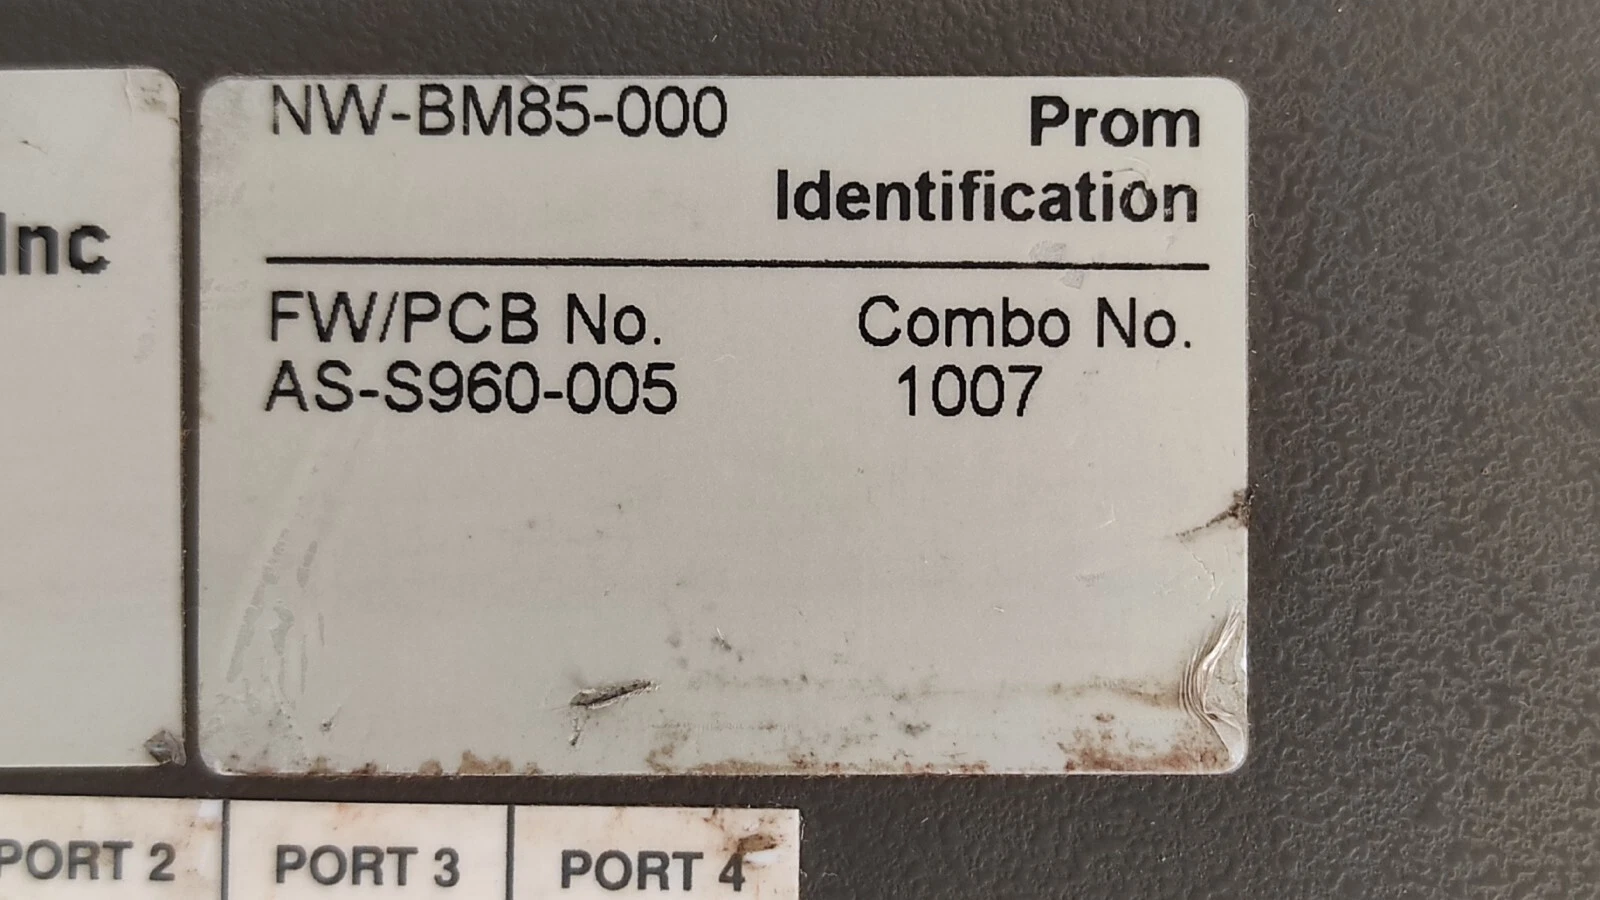 Inc
NW-BM85-000
Prom
Identification
FW/PCB No. Combo No.
AS-S960-005 1007
PORT 2 PORT 3 PORT 4